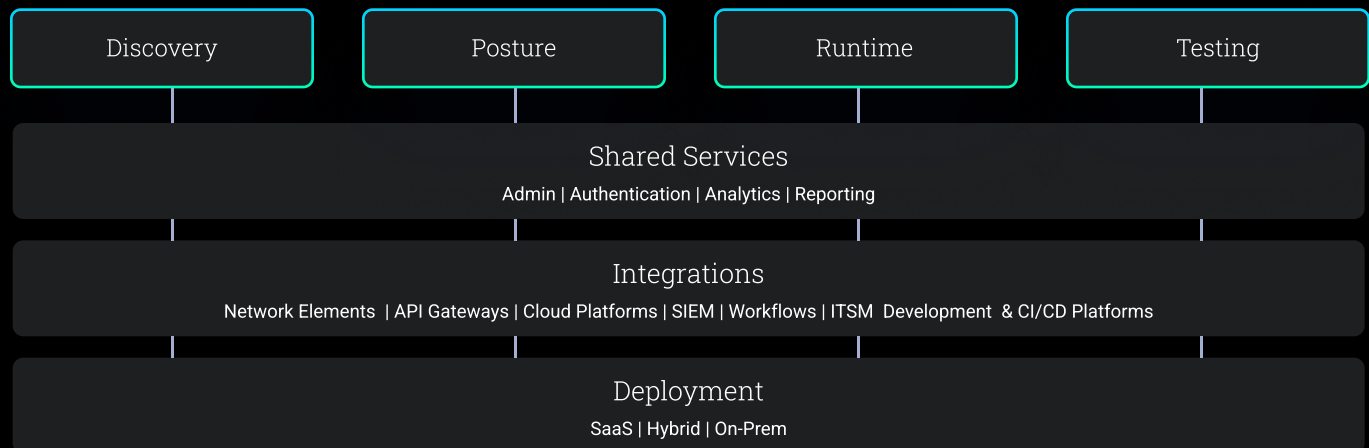 Discovery
Posture
Runtime
Testing
Shared Services
Admin | Authentication | Analytics | Reporting
Integrations
Network Elements  | API Gateways | Cloud Platforms | SIEM | Workflows | ITSM  Development  & CI/CD Platforms
Deployment
SaaS | Hybrid | On-Prem